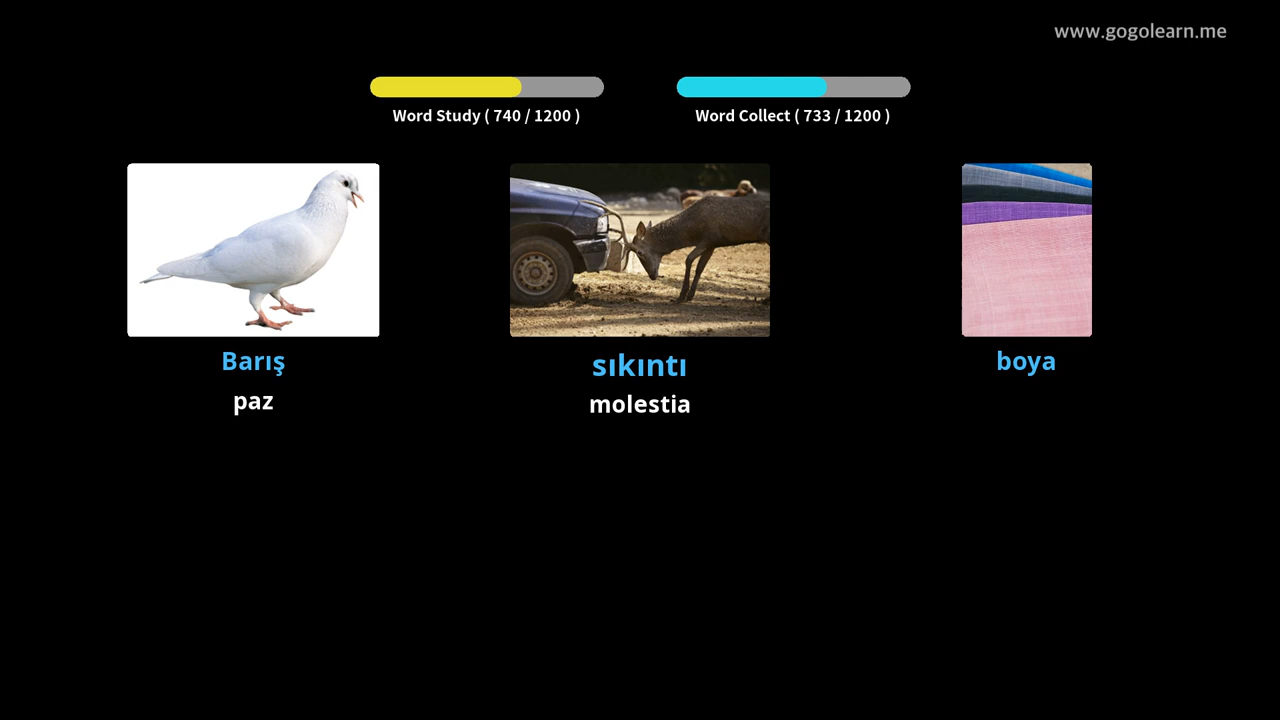 www.gogolearn.me
Word Study ( 740 / 1200 )
Word Collect ( 733 / 1200 )
Barış
paz
sıkıntı
molestia
boya